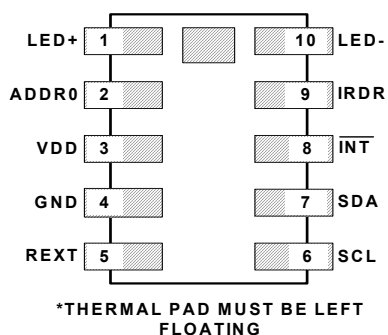 LED+ 1 10 LED-
ADDR0 2 9 IRDR
VDD 3 8 INT
GND 4 7 SDA
REXT 5 6 SCL
*THERMAL PAD MUST BE LEFT
FLOATING